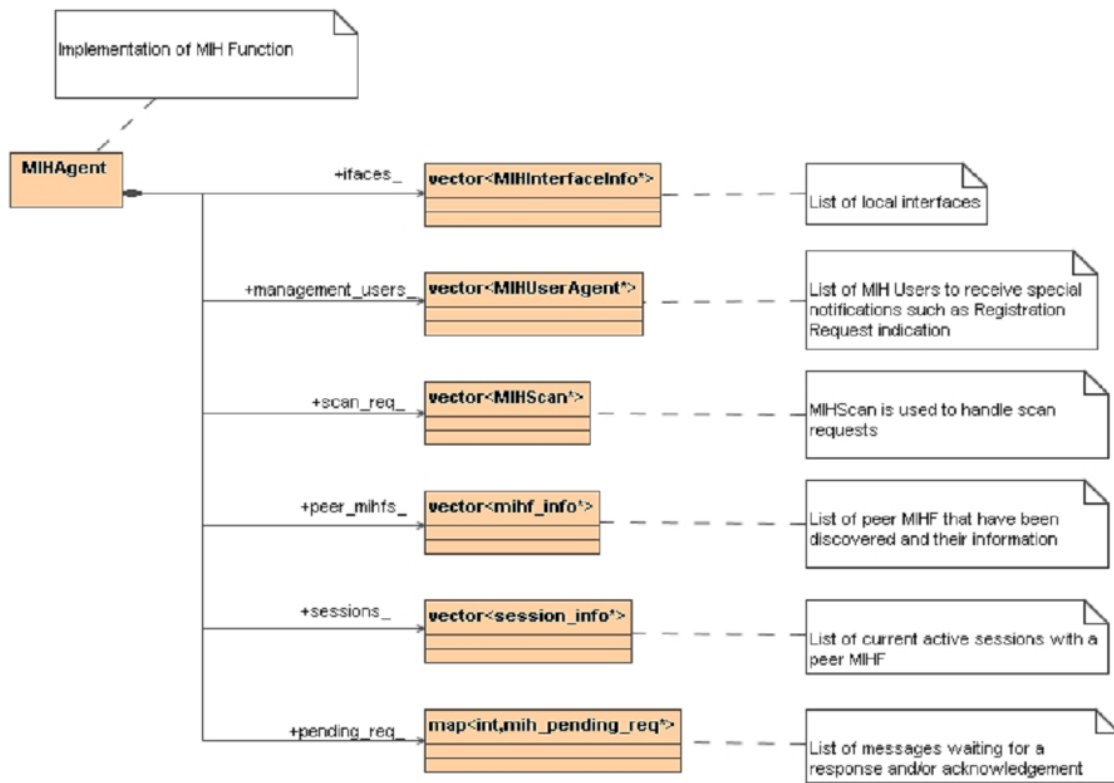 Implementation of MIH Function
MIHAgent
+ifaces_
vector<MIHInterfaceInfo*>
List of local interfaces
+management_users_
vector<MIHUserAgent*>
List of MIH Users to receive special
notifications such as Registration
Request indication
+scan_req_
vector<MIHScan*>
MIHScan is used to handle scan
requests
+peer_mihfs_
vector<mihf_info*>
List of peer MIHF that have been
discovered and their information
+sessions_
vector<session_info*>
List of current active sessions with a
peer MIHF
+pending_req_
map<int,mih_pending_req*>
List of messages waiting for a
response and/or acknowledgement